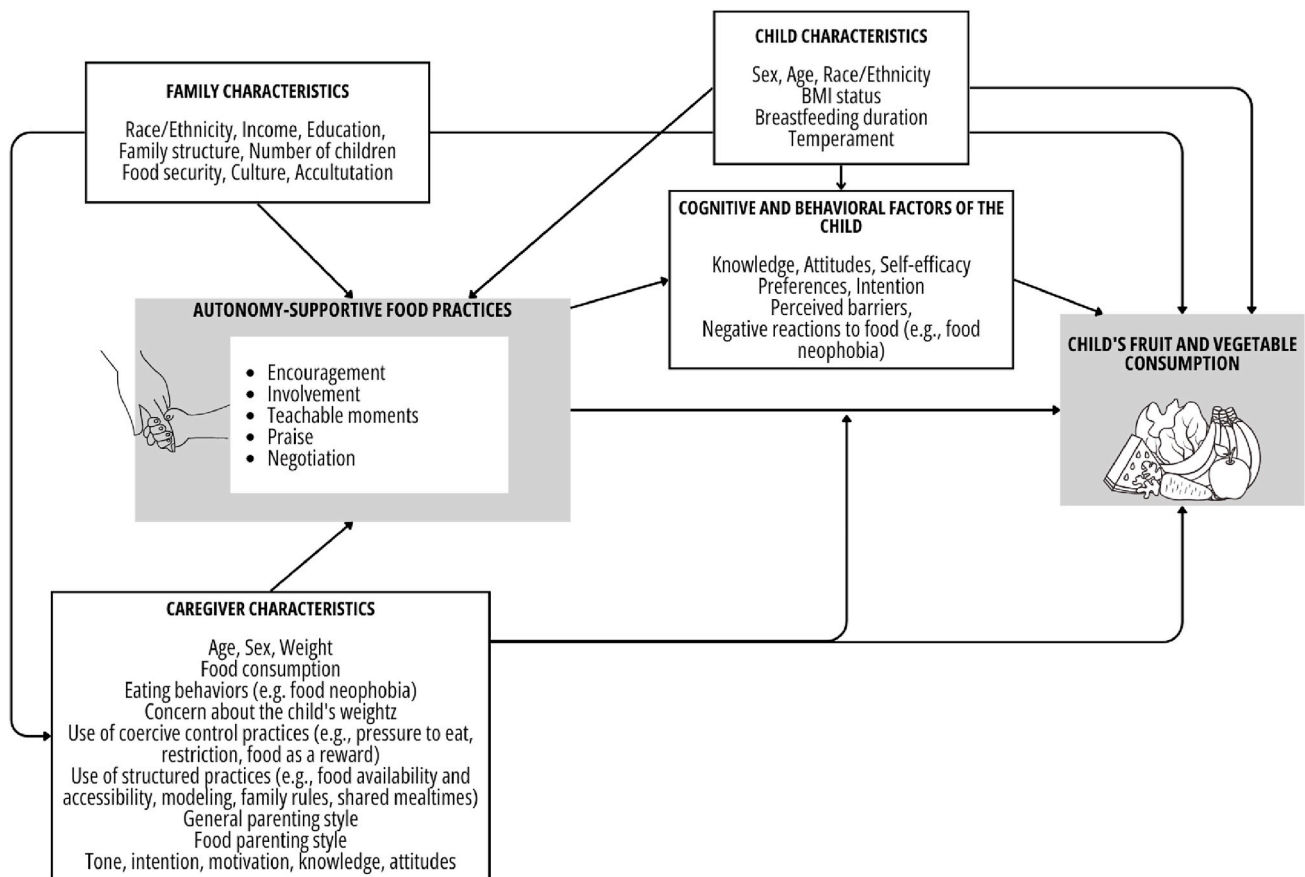 FAMILY CHARACTERISTICS
Race/Ethnicity, Income, Education,
Family structure, Number of children
Food security, Culture, Accultutation
CHILD CHARACTERISTICS
Sex, Age, Race/Ethnicity
BMI status
Breastfeeding duration
Temperament
COGNITIVE AND BEHAVIORAL FACTORS OF THE
CHILD
Knowledge, Attitudes, Self-efficacy
Preferences, Intention
Perceived barriers,
Negative reactions to food (e.g., food
neophobia)
AUTONOMY-SUPPORTIVE FOOD PRACTICES
• Encouragement
• Involvement
• Teachable moments
• Praise
• Negotiation
CHILD'S FRUIT AND VEGETABLE
CONSUMPTION
CAREGIVER CHARACTERISTICS
Age, Sex, Weight
Food consumption
Eating behaviors (e.g. food neophobia)
Concern about the child's weightz
Use of coercive control practices (e.g., pressure to eat,
restriction, food as a reward)
Use of structured practices (e.g., food availability and
accessibility, modeling, family rules, shared mealtimes)
General parenting style
Food parenting style
Tone, intention, motivation, knowledge, attitudes